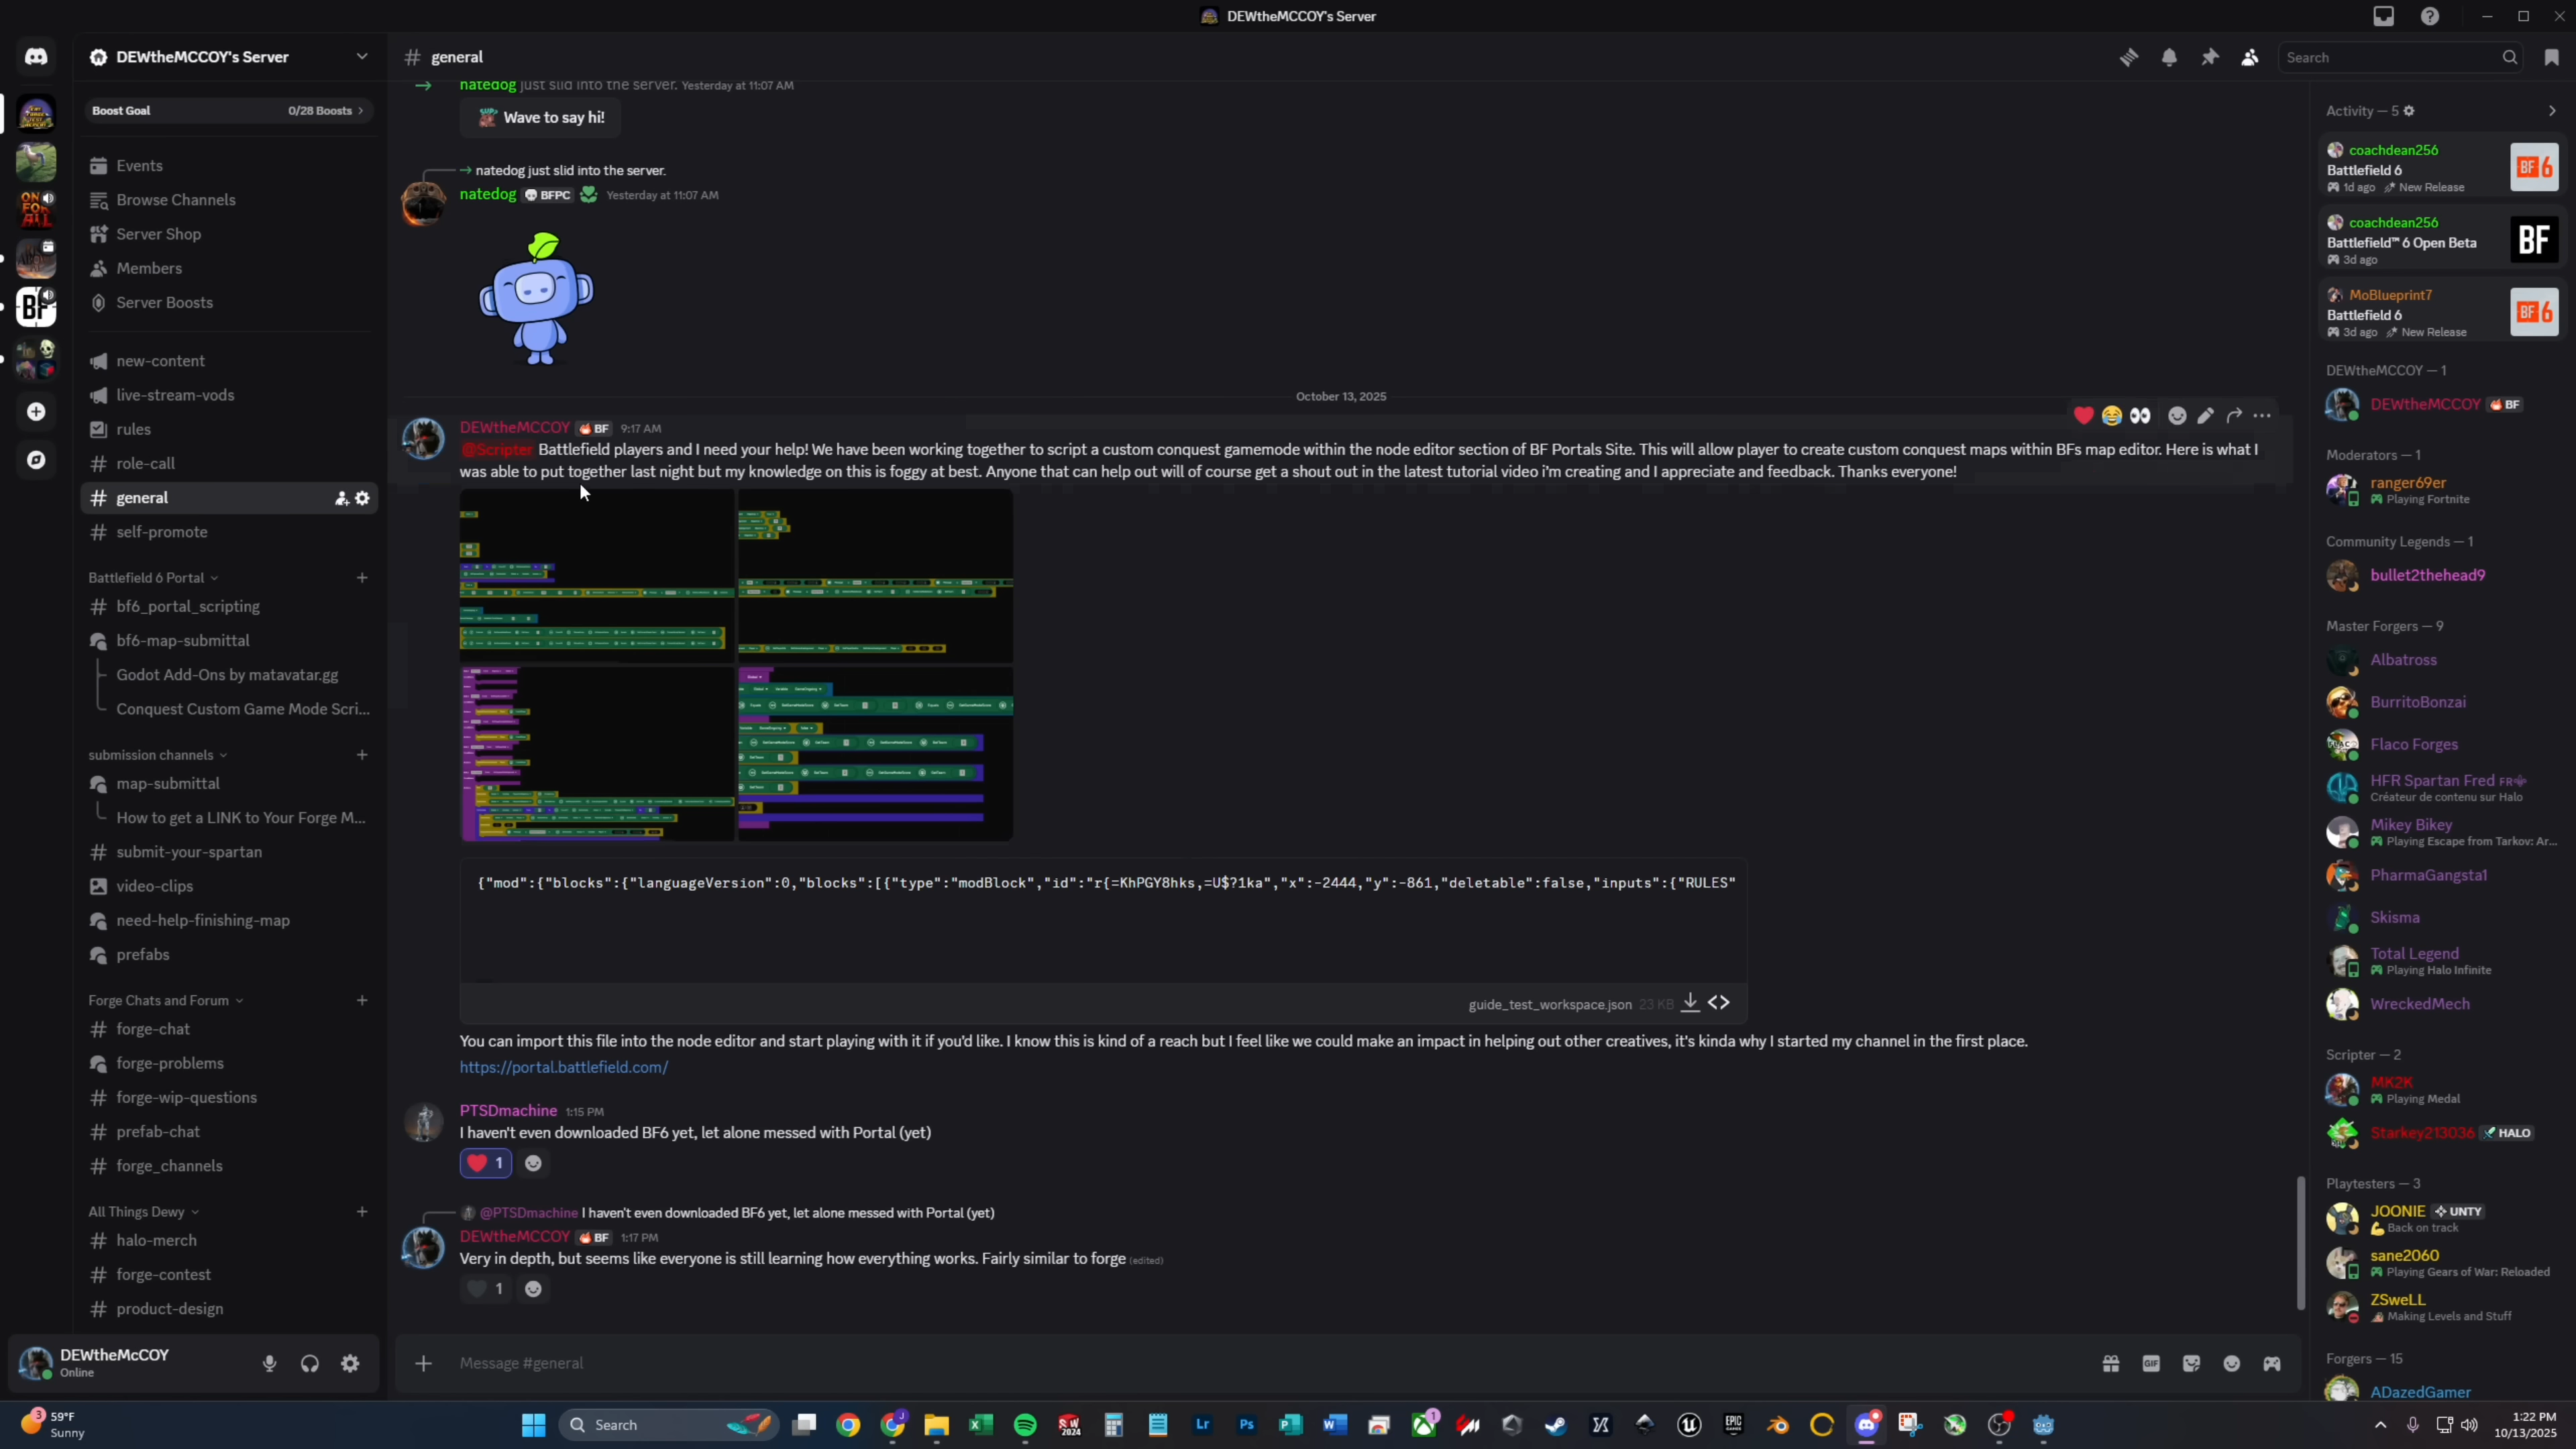 DEWtheMCCOY's Server
DEWtheMCCOY's Server
# general
Search
Boost Goal
0/28 Boosts >
Events
Browse Channels
Server Shop
Members
Server Boosts
new-content
live-stream-vods
rules
role-call
# general
# self-promote
Battlefield 6 Portal
# bf6_portal_scripting
bf6-map-submittal
Godot Add-Ons by matavatar.gg
Conquest Custom Game Mode Scri...
submission channels
map-submittal
How to get a LINK to Your Forge M...
# submit-your-spartan
video-clips
need-help-finishing-map
prefabs
Forge Chats and Forum
# forge-chat
forge-problems
# forge-wip-questions
# prefab-chat
# forge_channels
All Things Dewy
# halo-merch
# forge-contest
# product-design
DEWtheMcCOY
Online
natedog just slid into the server. Yesterday at 11:07 AM
Wave to say hi!
natedog just slid into the server.
natedog BFPC Yesterday at 11:07 AM
October 13, 2025
DEWtheMCCOY BF 9:17 AM
@Scripter Battlefield players and I need your help! We have been working together to script a custom conquest gamemode within the node editor section of BF Portals Site. This will allow player to create custom conquest maps within BFs map editor. Here is what I
was able to put together last night but my knowledge on this is foggy at best. Anyone that can help out will of course get a shout out in the latest tutorial video i'm creating and I appreciate and feedback. Thanks everyone!
{"mod":{"blocks":{"languageVersion":0,"blocks":[{"type":"modBlock","id":"r{=KhPGY8hks,=U$?1ka","x":-2444,"y":-861,"deletable":false,"inputs":{"RULES"
guide_test_workspace.json 23 KB
You can import this file into the node editor and start playing with it if you'd like. I know this is kind of a reach but I feel like we could make an impact in helping out other creatives, it's kinda why I started my channel in the first place.
https://portal.battlefield.com/
PTSDmachine 1:15 PM
I haven't even downloaded BF6 yet, let alone messed with Portal (yet)
1
@PTSDmachine I haven't even downloaded BF6 yet, let alone messed with Portal (yet)
DEWtheMCCOY BF 1:17 PM
Very in depth, but seems like everyone is still learning how everything works. Fairly similar to forge (edited)
1
Message #general
GIF
Activity — 5
coachdean256
Battlefield 6
1d ago New Release
BF 6
coachdean256
Battlefield™ 6 Open Beta
3d ago
BF
MoBlueprint7
Battlefield 6
3d ago New Release
BF 6
DEWtheMCCOY — 1
DEWtheMCCOY BF
Moderators — 1
ranger69er
Playing Fortnite
Community Legends — 1
bullet2thehead9
Master Forgers — 9
Albatross
BurritoBonzai
Flaco Forges
HFR Spartan Fred FR
Créateur de contenu sur Halo
Mikey Bikey
Playing Escape from Tarkov: Ar...
PharmaGangsta1
Skisma
Total Legend
Playing Halo Infinite
WreckedMech
Scripter — 2
MK2K
Playing Medal
Starkey213036 HALO
Playtesters — 3
JOONIE UNTY
Back on track
sane2060
Playing Gears of War: Reloaded
ZSweLL
Making Levels and Stuff
Forgers — 15
ADazedGamer
3
59°F
Sunny
Search
1:22 PM
10/13/2025